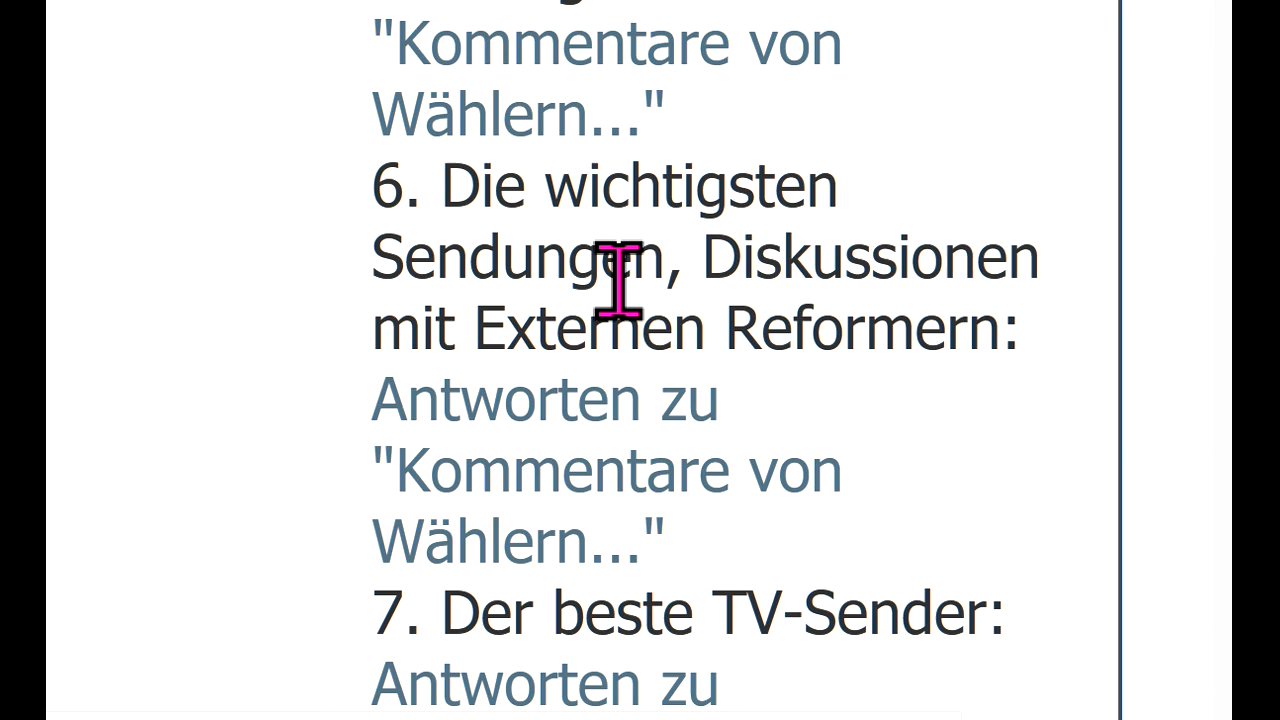 "Kommentare von
Wählern..."
6. Die wichtigsten
Sendungen, Diskussionen
mit Externen Reformern:
Antworten zu
"Kommentare von
Wählern..."
7. Der beste TV-Sender:
Antworten zu